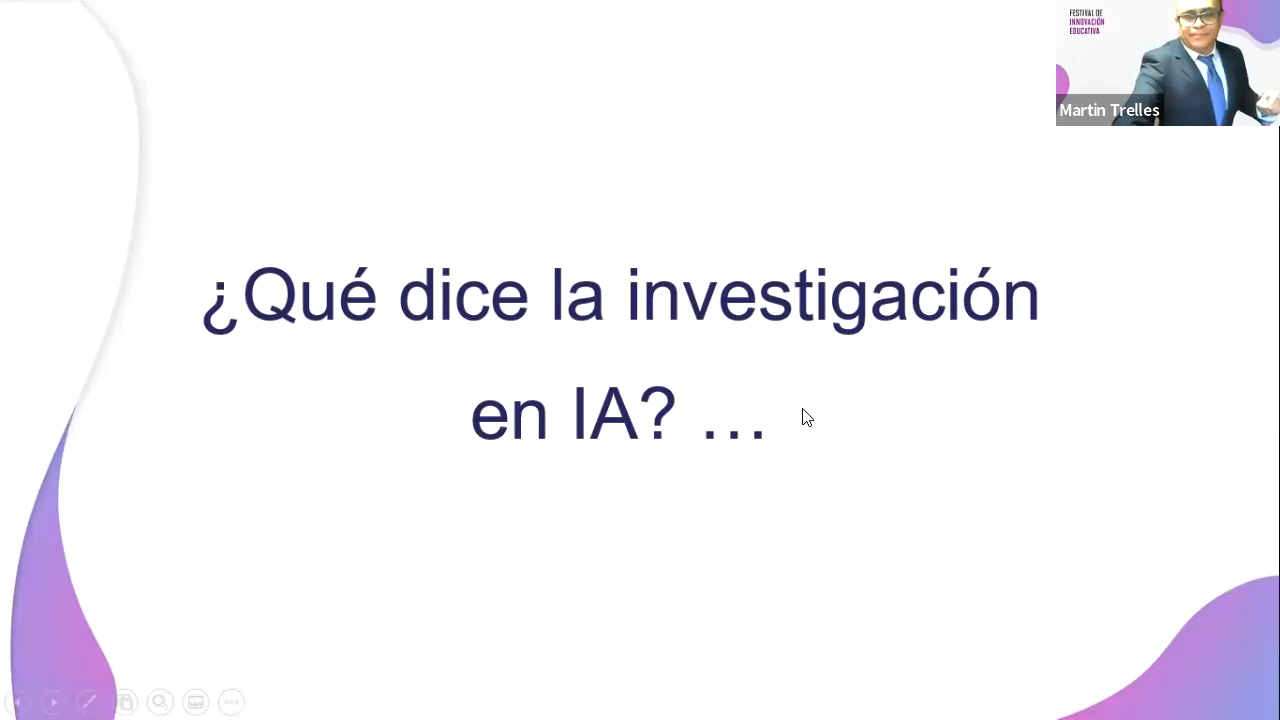 FESTIVAL DE
INNOVACIÓN
EDUCATIVA
Martin Trelles
¿Qué dice la investigación
en IA? ...